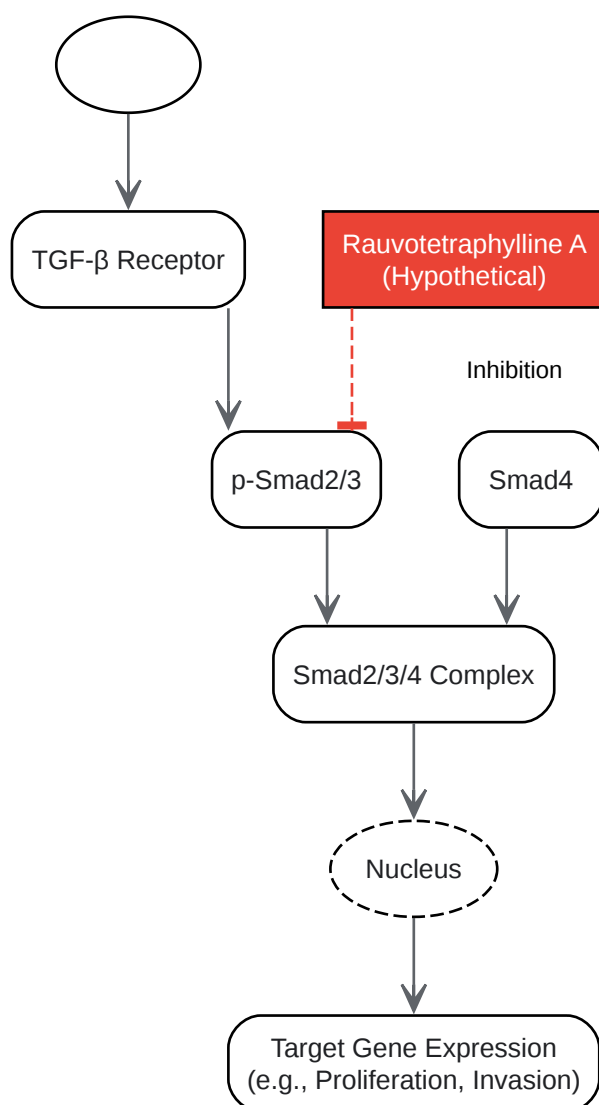 TGF-β Receptor
Rauvotetraphylline A
(Hypothetical)
Inhibition
p-Smad2/3
Smad4
Smad2/3/4 Complex
Nucleus
Target Gene Expression
(e.g., Proliferation, Invasion)